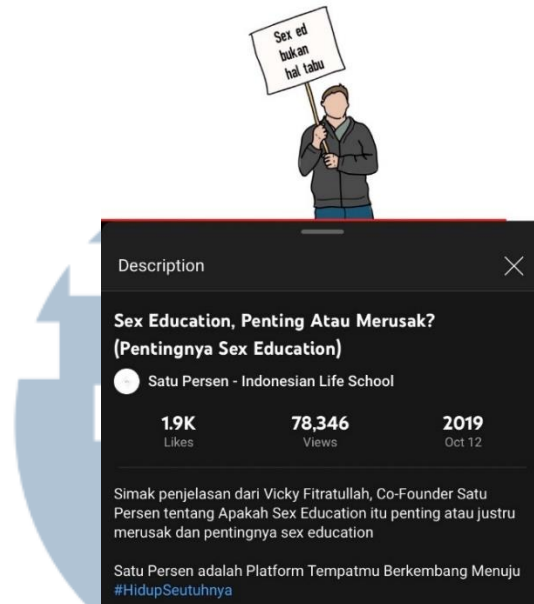 Sex ed
bukan
hal tabu
Description
Sex Education, Penting Atau Merusak?
(Pentingnya Sex Education)
Satu Persen - Indonesian Life School
1.9K 78,346 2019
Likes Views Oct 12
Simak penjelasan dari Vicky Fitratullah, Co-Founder Satu
Persen tentang Apakah Sex Education itu penting atau justru
merusak dan pentingnya sex education
Satu Persen adalah Platform Tempatmu Berkembang Menuju
#HidupSeutuhnya